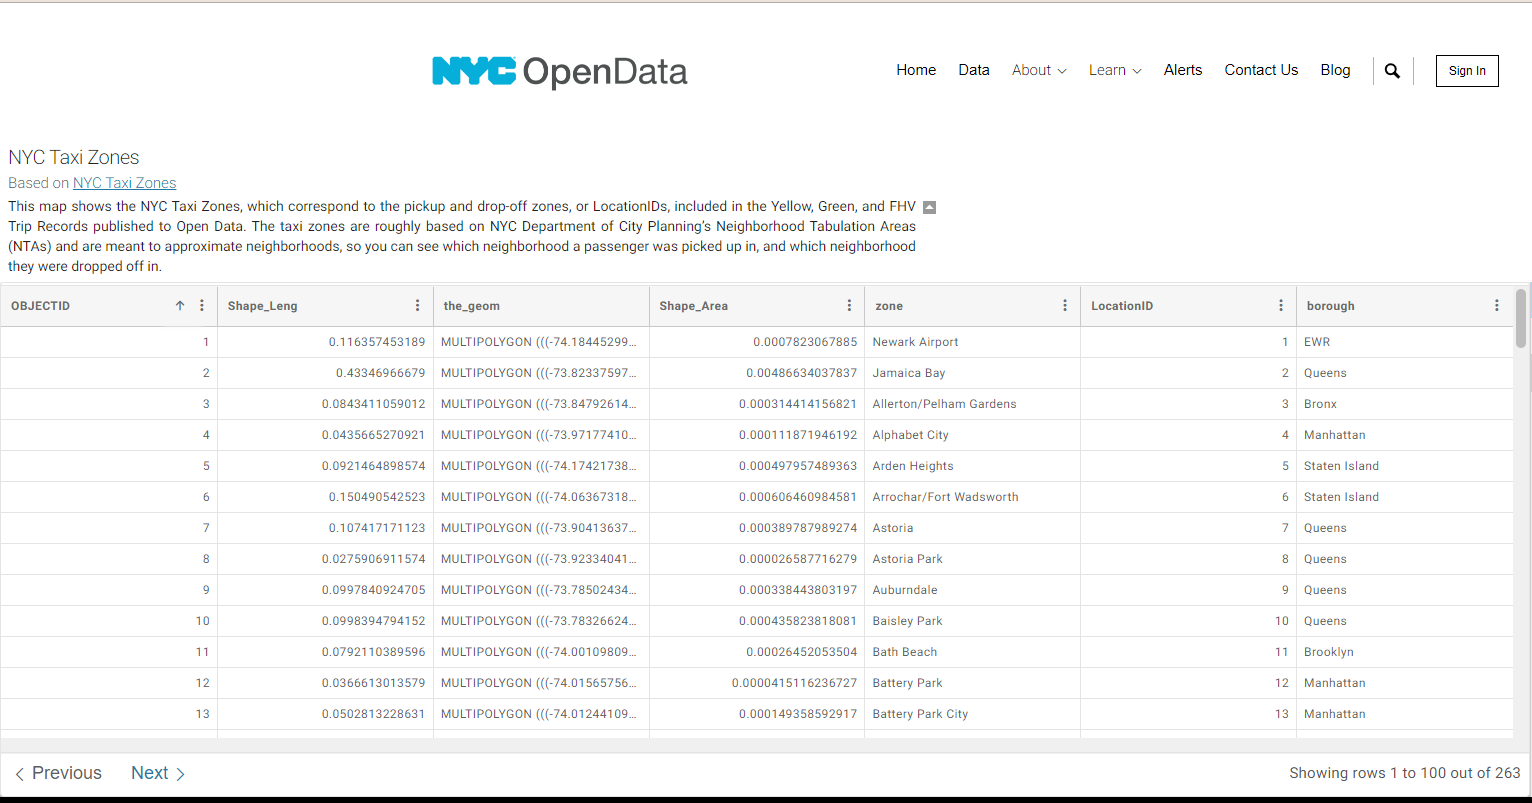 NYC OpenData
Home Data About Learn Alerts Contact Us Blog Sign In
NYC Taxi Zones
Based on NYC Taxi Zones
This map shows the NYC Taxi Zones, which correspond to the pickup and drop-off zones, or LocationIDs, included in the Yellow, Green, and FHV
Trip Records published to Open Data. The taxi zones are roughly based on NYC Department of City Planning’s Neighborhood Tabulation Areas
(NTAs) and are meant to approximate neighborhoods, so you can see which neighborhood a passenger was picked up in, and which neighborhood
they were dropped off in.
OBJECTID Shape_Leng the_geom Shape_Area zone LocationID borough
1 0.116357453189 MULTIPOLYGON (((-74.18445299… 0.0007823067885 Newark Airport 1 EWR
2 0.43346966679 MULTIPOLYGON (((-73.82337597… 0.00486634037837 Jamaica Bay 2 Queens
3 0.0843411059012 MULTIPOLYGON (((-73.84792614… 0.000314414156821 Allerton/Pelham Gardens 3 Bronx
4 0.0435665270921 MULTIPOLYGON (((-73.97177410… 0.000111871946192 Alphabet City 4 Manhattan
5 0.0921464898574 MULTIPOLYGON (((-74.17421738… 0.000497957489363 Arden Heights 5 Staten Island
6 0.150490542523 MULTIPOLYGON (((-74.06367318… 0.000606460984581 Arrochar/Fort Wadsworth 6 Staten Island
7 0.107417171123 MULTIPOLYGON (((-73.90413637… 0.000389787989274 Astoria 7 Queens
8 0.0275906911574 MULTIPOLYGON (((-73.92334041… 0.000026587716279 Astoria Park 8 Queens
9 0.0997840924705 MULTIPOLYGON (((-73.78502434… 0.000338443803197 Auburndale 9 Queens
10 0.0998394794152 MULTIPOLYGON (((-73.78326624… 0.000435823818081 Baisley Park 10 Queens
11 0.0792110389596 MULTIPOLYGON (((-74.00109809… 0.00026452053504 Bath Beach 11 Brooklyn
12 0.0366613013579 MULTIPOLYGON (((-74.01565756… 0.0000415116236727 Battery Park 12 Manhattan
13 0.0502813228631 MULTIPOLYGON (((-74.01244109… 0.000149358592917 Battery Park City 13 Manhattan
Previous Next Showing rows 1 to 100 out of 263